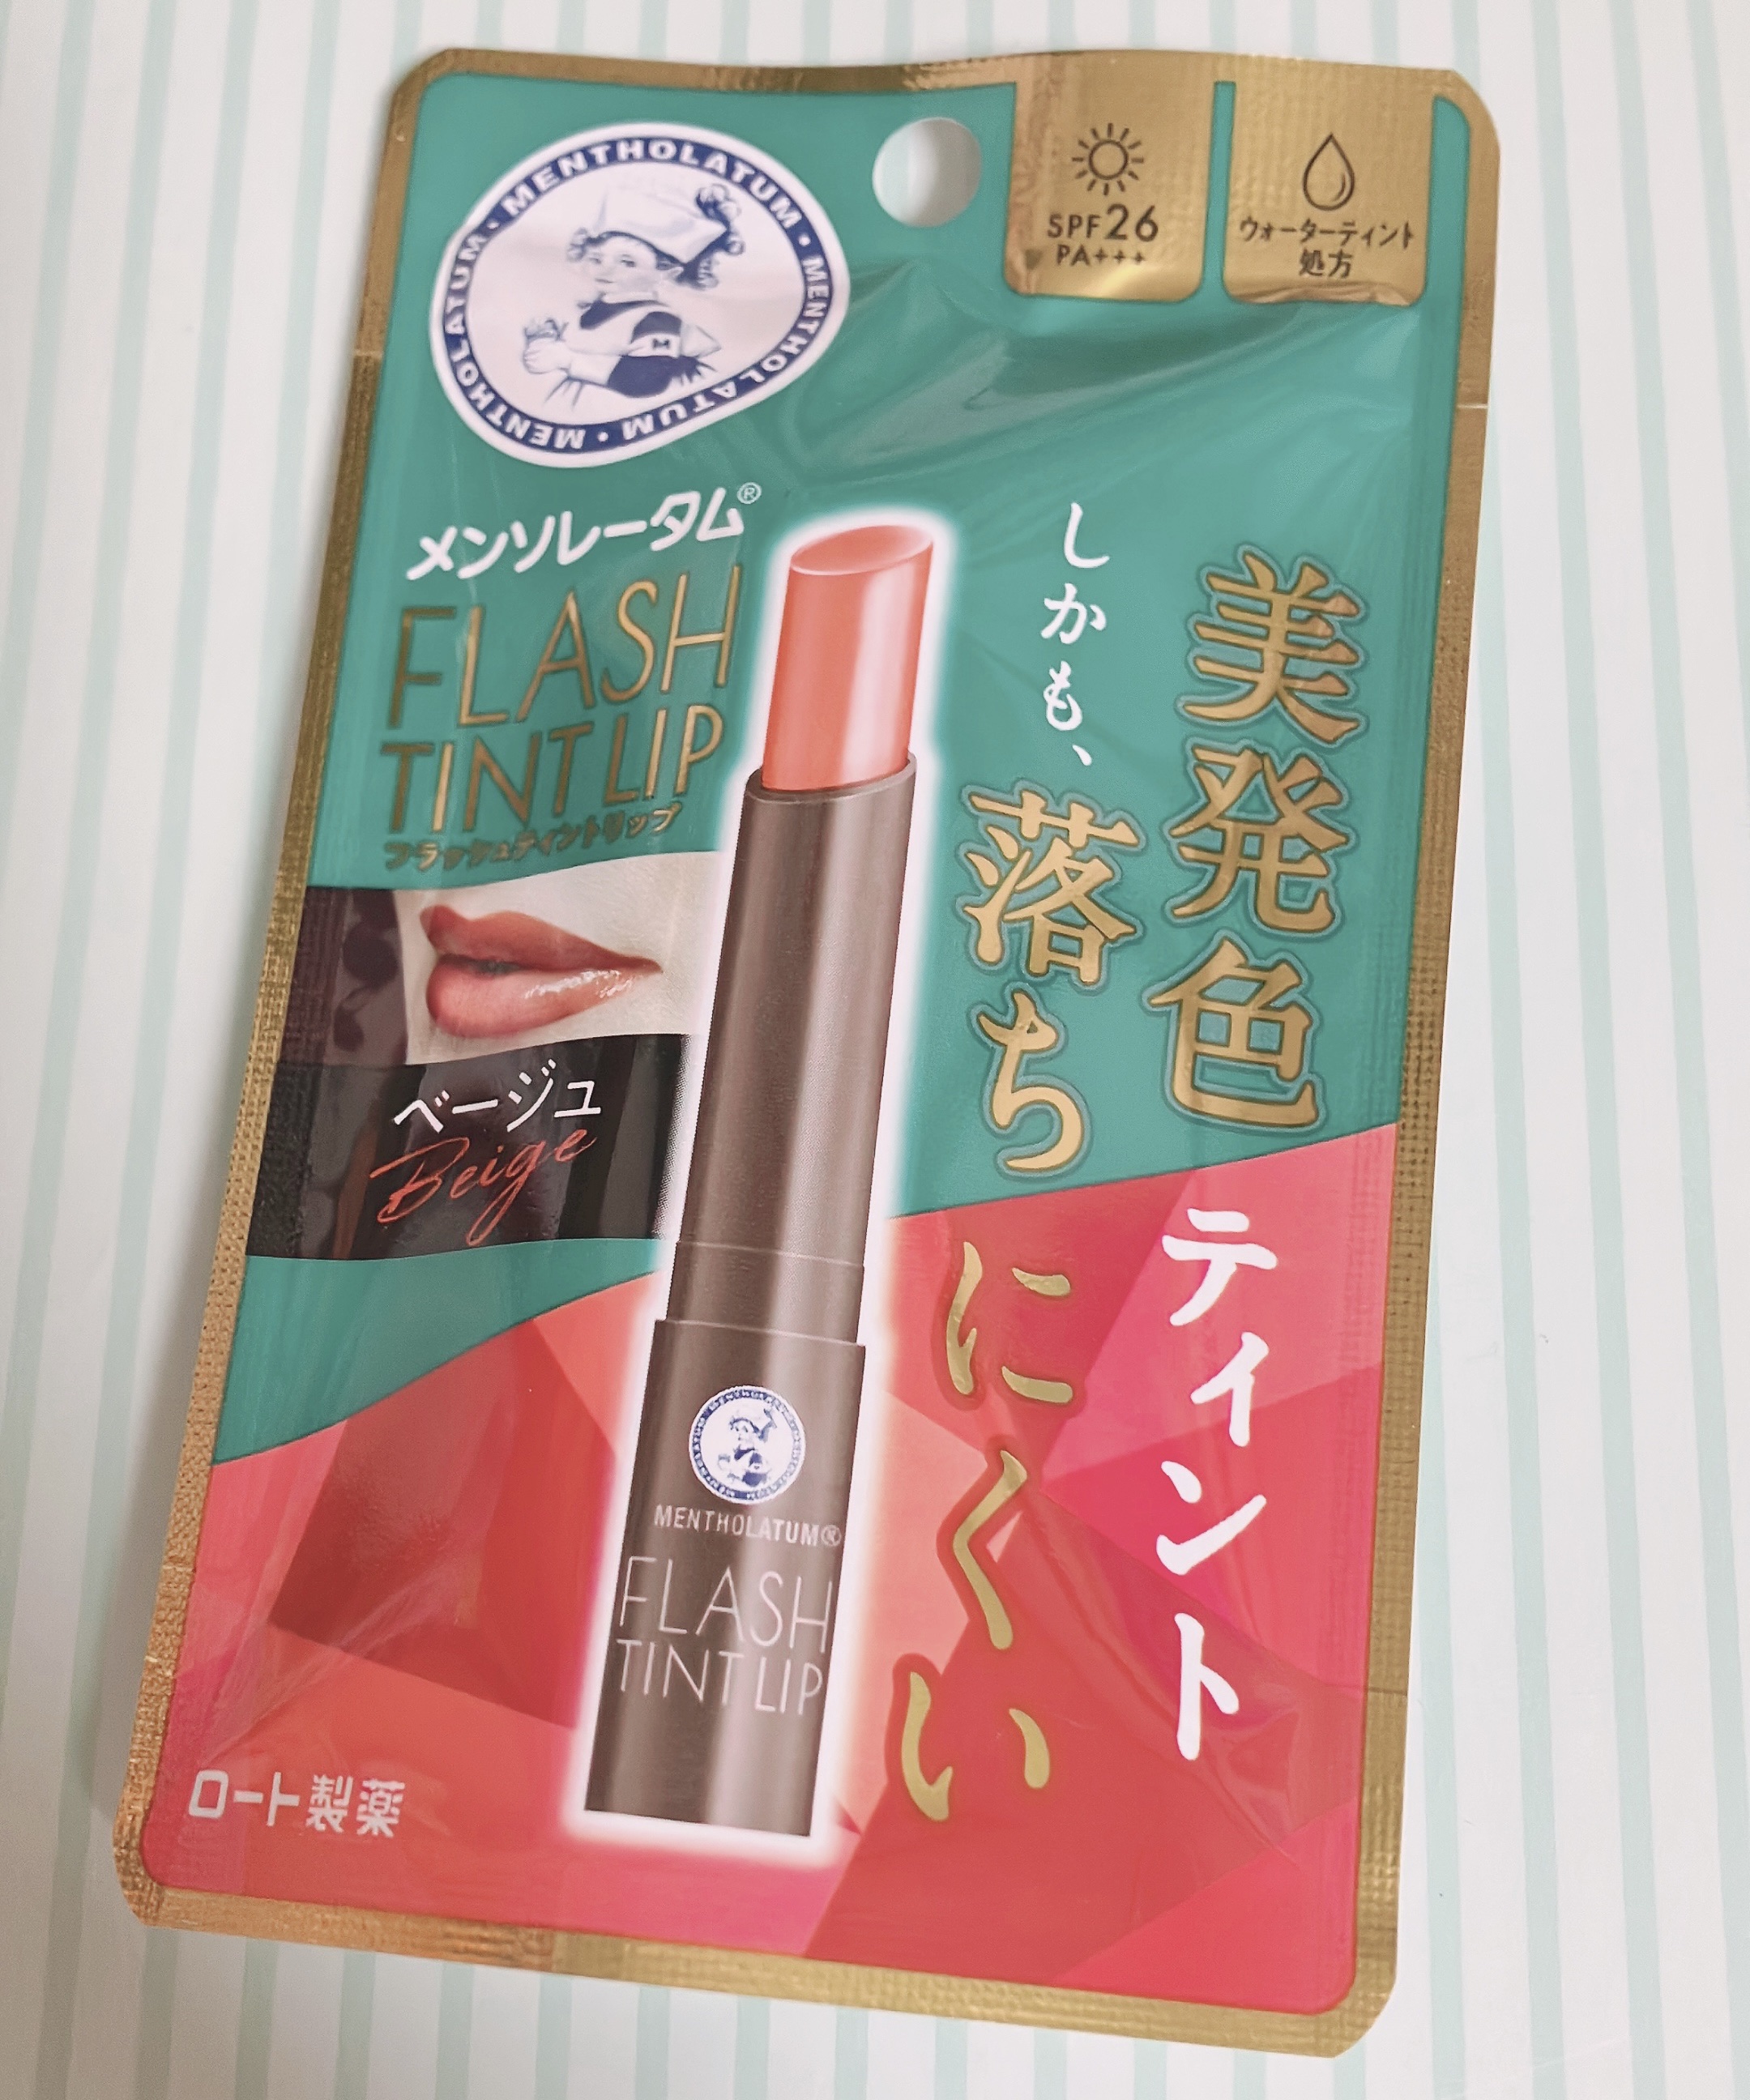 MENTHOLATUM・MENTHOLATUM・MENTHOLATUM・MENTHOLATUM・
M
SPF26
PA+++
ウォーターティント
処方
メンソレータム®
FLASH
TINT LIP
フラッシュティントリップ
美発色ティント
しかも、落ちにくい
ベージュ
Beige
MENTHOLATUM®
FLASH
TINT LIP
ロート製薬